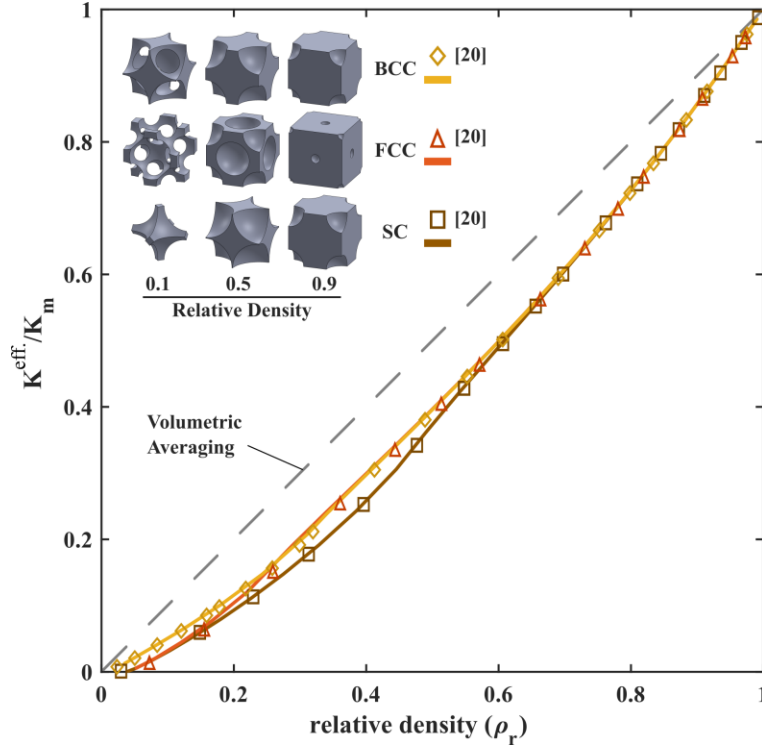 1
0.8
0.6
0.4
0.2
0
K^eff./K_m
BCC [20]
FCC [20]
SC [20]
0.1 0.5 0.9
Relative Density
Volumetric
Averaging
0 0.2 0.4 0.6 0.8 1
relative density (ρ_r)